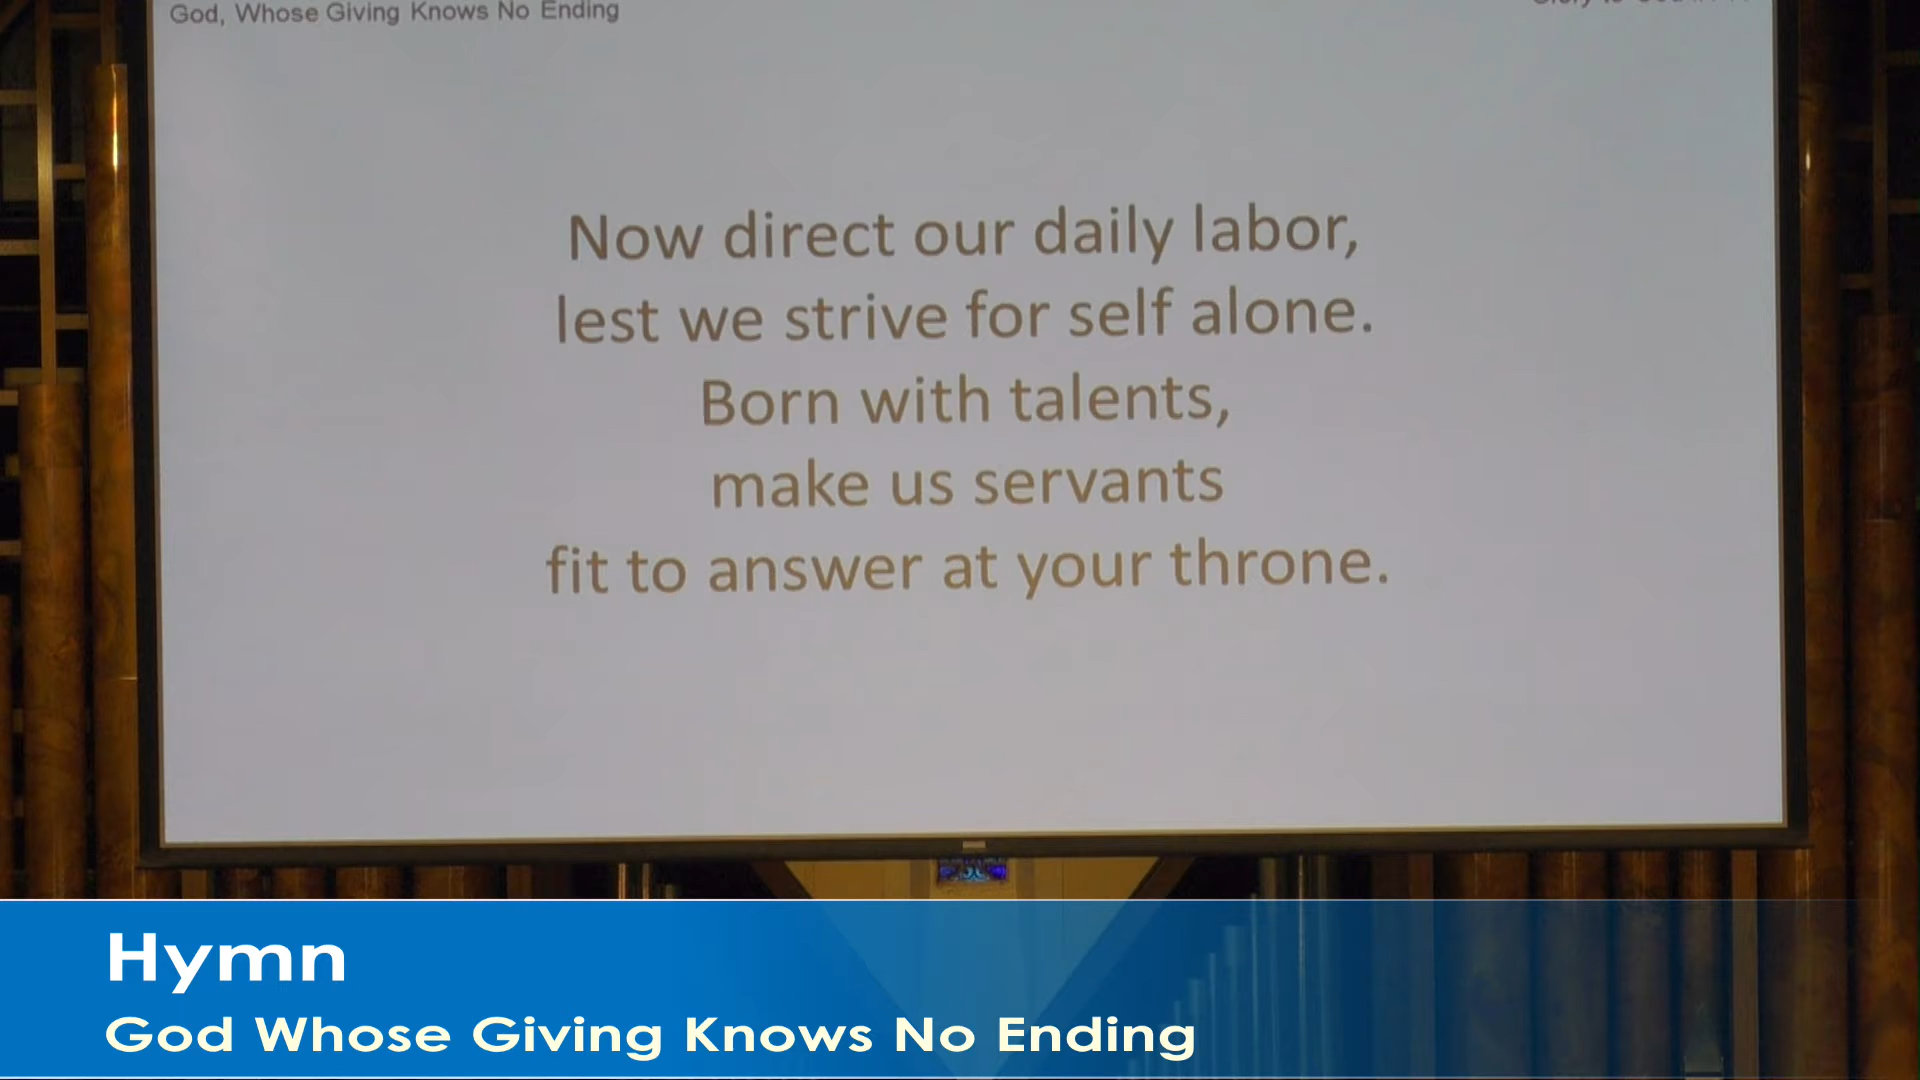 God, Whose Giving Knows No Ending
Now direct our daily labor,
lest we strive for self alone.
Born with talents,
make us servants
fit to answer at your throne.
Hymn
God Whose Giving Knows No Ending